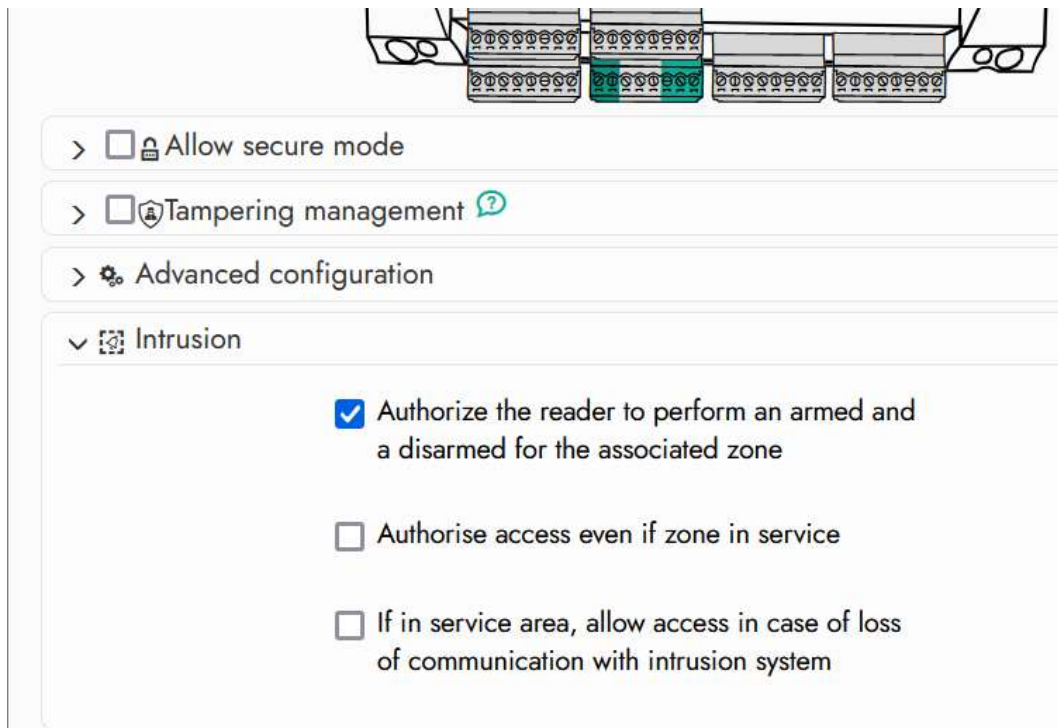 Allow secure mode
Tampering management
Advanced configuration
Intrusion
Authorize the reader to perform an armed and
a disarmed for the associated zone
Authorise access even if zone in service
If in service area, allow access in case of loss
of communication with intrusion system